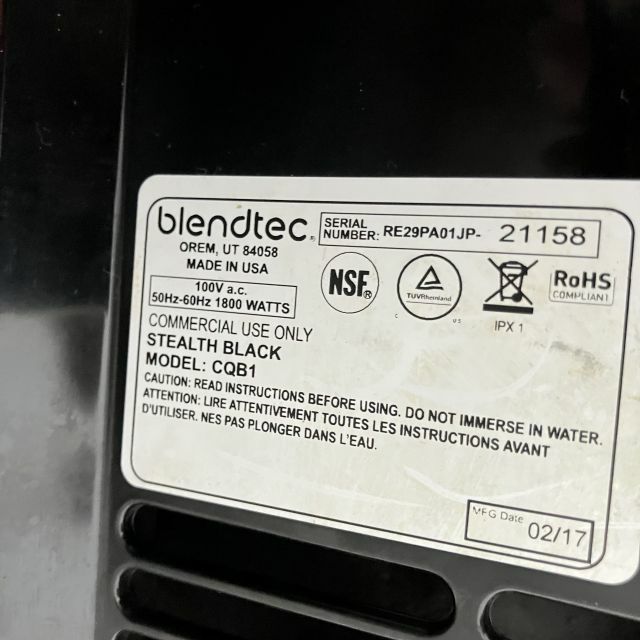 blendtec®
OREM, UT 84058
MADE IN USA
SERIAL
NUMBER: RE29PA01JP- 21158
100V a.c.
50Hz-60Hz 1800 WATTS
NSF®
TUVRheinland
C US
IPX 1
RoHS
COMPLIANT
COMMERCIAL USE ONLY
STEALTH BLACK
MODEL: CQB1
CAUTION: READ INSTRUCTIONS BEFORE USING. DO NOT IMMERSE IN WATER.
ATTENTION: LIRE ATTENTIVEMENT TOUTES LES INSTRUCTIONS AVANT
D'UTILISER. NES PAS PLONGER DANS L'EAU.
MFG Date
02/17